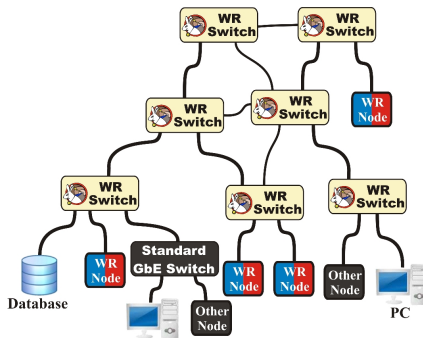 WR
Switch
WR
Switch
WR
Switch
WR
Switch
WR
Node
WR
Switch
WR
Switch
WR
Switch
Database
WR
Node
Standard
GbE Switch
Other
Node
WR
Node
WR
Node
Other
Node
PC